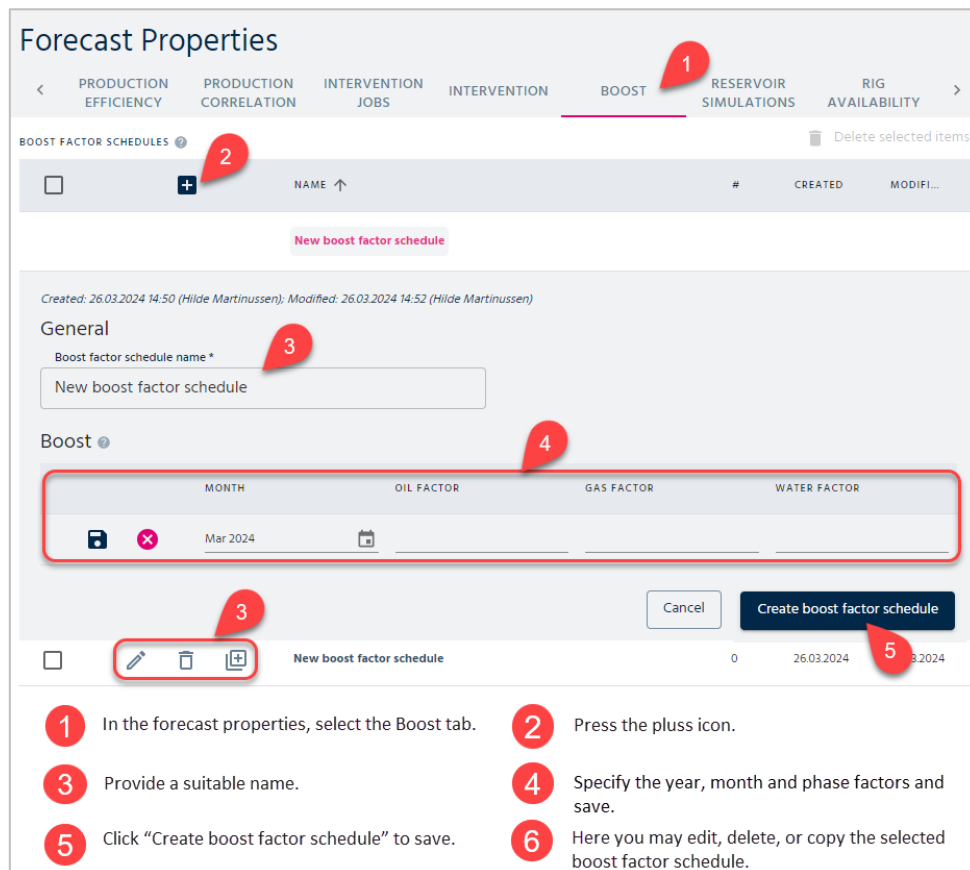 Forecast Properties
1
PRODUCTION EFFICIENCY
PRODUCTION CORRELATION
INTERVENTION JOBS
INTERVENTION
BOOST
RESERVOIR SIMULATIONS
RIG AVAILABILITY
BOOST FACTOR SCHEDULES
Delete selected items
2
NAME
#
CREATED
MODIFI...
New boost factor schedule
Created: 26.03.2024 14:50 (Hilde Martinussen); Modified: 26.03.2024 14:52 (Hilde Martinussen)
General
Boost factor schedule name *
3
New boost factor schedule
Boost
4
MONTH OIL FACTOR GAS FACTOR WATER FACTOR
Mar 2024
Cancel
Create boost factor schedule
3
5
New boost factor schedule 0 26.03.2024 3.2024
1 In the forecast properties, select the Boost tab.
2 Press the pluss icon.
3 Provide a suitable name.
4 Specify the year, month and phase factors and
save.
5 Click “Create boost factor schedule” to save.
6 Here you may edit, delete, or copy the selected
boost factor schedule.